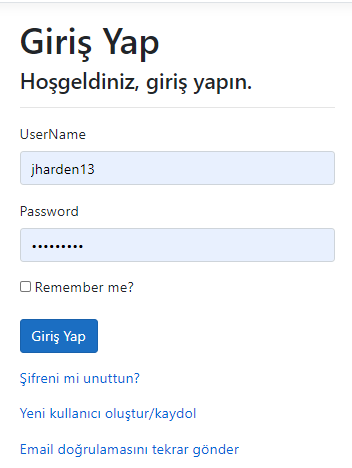 Giriş Yap
Hoşgeldiniz, giriş yapın.
UserName
jharden13
Password
•••••••••
Remember me?
Giriş Yap
Şifreni mi unuttun?
Yeni kullanıcı oluştur/kaydol
Email doğrulamasını tekrar gönder